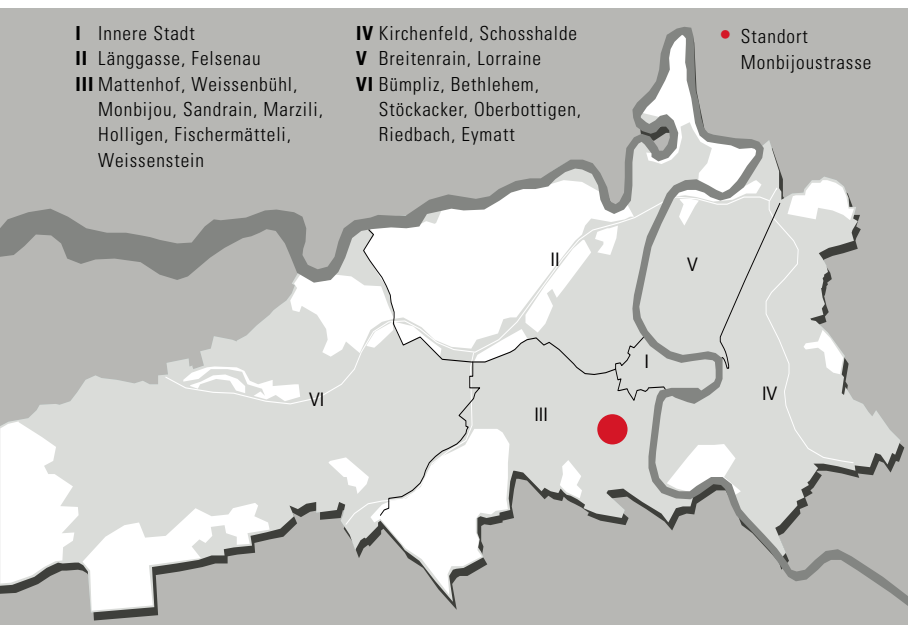 I Innere Stadt
II Länggasse, Felsenau
III Mattenhof, Weissenbühl,
Monbijou, Sandrain, Marzili,
Holligen, Fischermätteli,
Weissenstein
IV Kirchenfeld, Schosshalde
V Breitenrain, Lorraine
VI Bümpliz, Bethlehem,
Stöckacker, Oberbottigen,
Riedbach, Eymatt
Standort
Monbijoustrasse
II
V
I
IV
VI
III